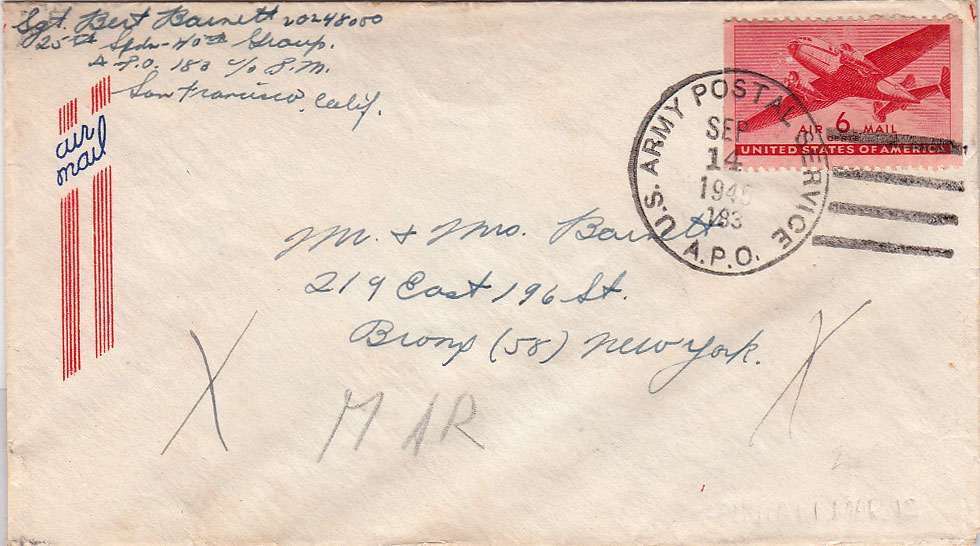 Sgt. Bert Barnett 20248000
25th Sqdn - 40th Group.
A.P.O. 183 c/o P.M.
San Francisco, Calif.
air
mail
AIR 6 MAIL
CENTS
UNITED STATES OF AMERICA
U.S. ARMY POSTAL SERVICE
SEP
14
1945
183
A.P.O.
Mr. & Mrs. Barnett
219 East 196 St.
Bronx (58) New York.
X X